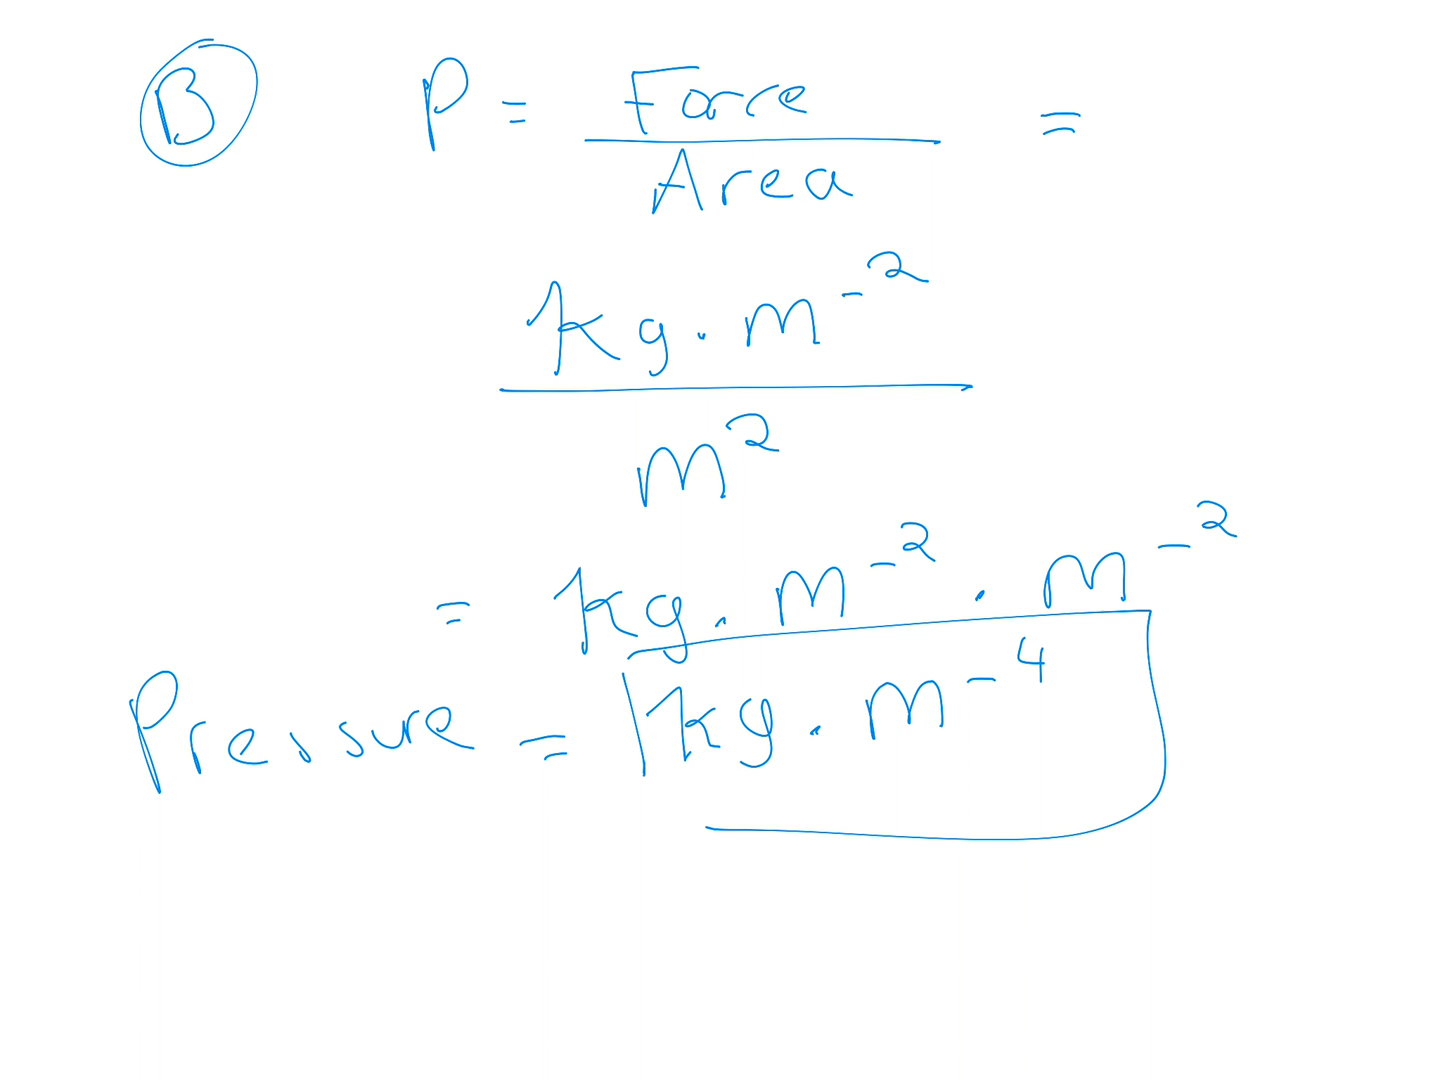 B P = Force / Area =
kg . m^-2
m^2
= kg . m^-2 . m^-2
Pressure = kg . m^-4